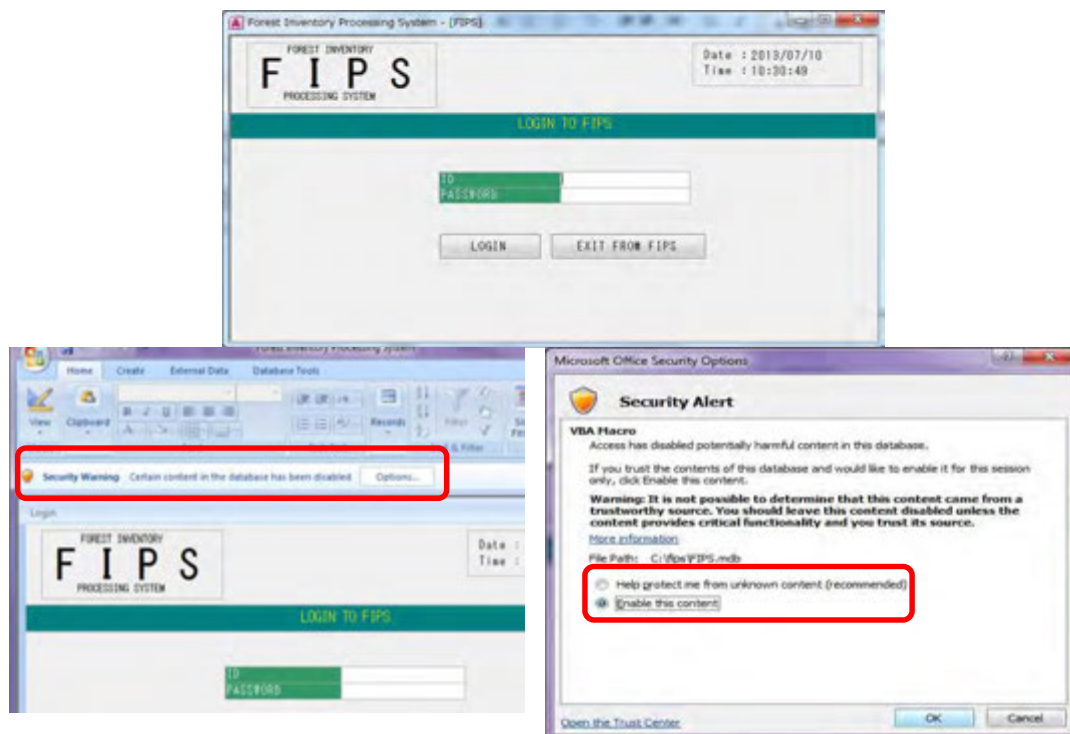 Forest Inventory Processing System - [FIPS]
FOREST INVENTORY
F I P S
PROCESSING SYSTEM
Date : 2013/07/10
Time : 10:30:49
LOGIN TO FIPS
ID
PASSWORD
LOGIN
EXIT FROM FIPS
Forest Inventory Processing System
Home Create External Data Database Tools
View Clipboard Records
Security Warning Certain content in the database has been disabled Options...
Login
FOREST INVENTORY
F I P S
PROCESSING SYSTEM
Date :
Time :
LOGIN TO FIPS
ID
PASSWORD
Microsoft Office Security Options
Security Alert
VBA Macro
Access has disabled potentially harmful content in this database.
If you trust the contents of this database and would like to enable it for this session
only, click Enable this content.
Warning: It is not possible to determine that this content came from a
trustworthy source. You should leave this content disabled unless the
content provides critical functionality and you trust its source.
More information
File Path: C:\fips\FIPS.mdb
Help protect me from unknown content (recommended)
Enable this content
Open the Trust Center
OK
Cancel